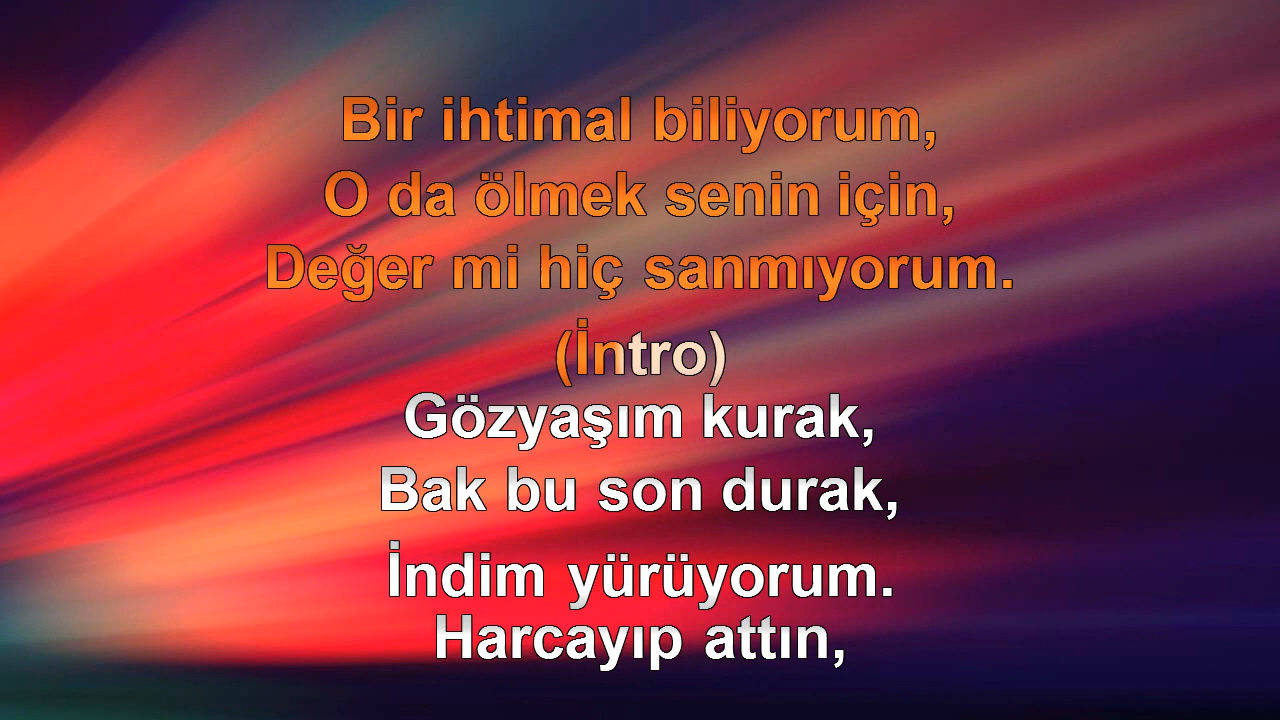 Bir ihtimal biliyorum,
O da ölmek senin için,
Değer mi hiç sanmıyorum.
(İntro)
Gözyaşım kurak,
Bak bu son durak,
İndim yürüyorum.
Harcayıp attın,